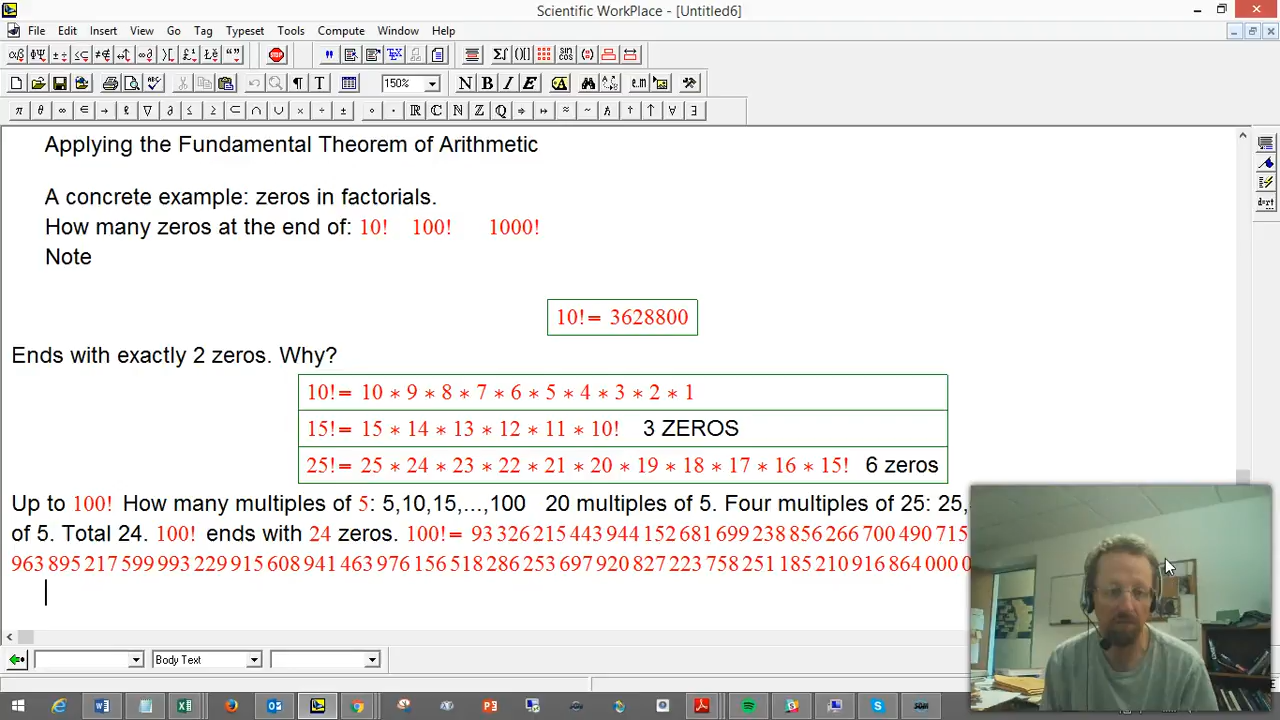 Scientific WorkPlace - [Untitled6]
File Edit Insert View Go Tag Typeset Tools Compute Window Help
150%
N B I E
π θ ∞ ∈ → ℓ ∇ ∂ ≤ ≥ ⊂ ∩ ∪ × ÷ ± ∘ · ℝ ℂ ℕ ℤ ℚ ⇒ ↦ ≈ ~ ℏ † ↑ ∀ ∃
Applying the Fundamental Theorem of Arithmetic
A concrete example: zeros in factorials.
How many zeros at the end of: 10! 100! 1000!
Note
10!= 3628800
Ends with exactly 2 zeros. Why?
10!= 10 * 9 * 8 * 7 * 6 * 5 * 4 * 3 * 2 * 1
15!= 15 * 14 * 13 * 12 * 11 * 10! 3 ZEROS
25!= 25 * 24 * 23 * 22 * 21 * 20 * 19 * 18 * 17 * 16 * 15! 6 zeros
Up to 100! How many multiples of 5: 5,10,15,...,100 20 multiples of 5. Four multiples of 25: 25,
of 5. Total 24. 100! ends with 24 zeros. 100!= 93 326 215 443 944 152 681 699 238 856 266 700 490 715
963 895 217 599 993 229 915 608 941 463 976 156 518 286 253 697 920 827 223 758 251 185 210 916 864 000 0
Body Text